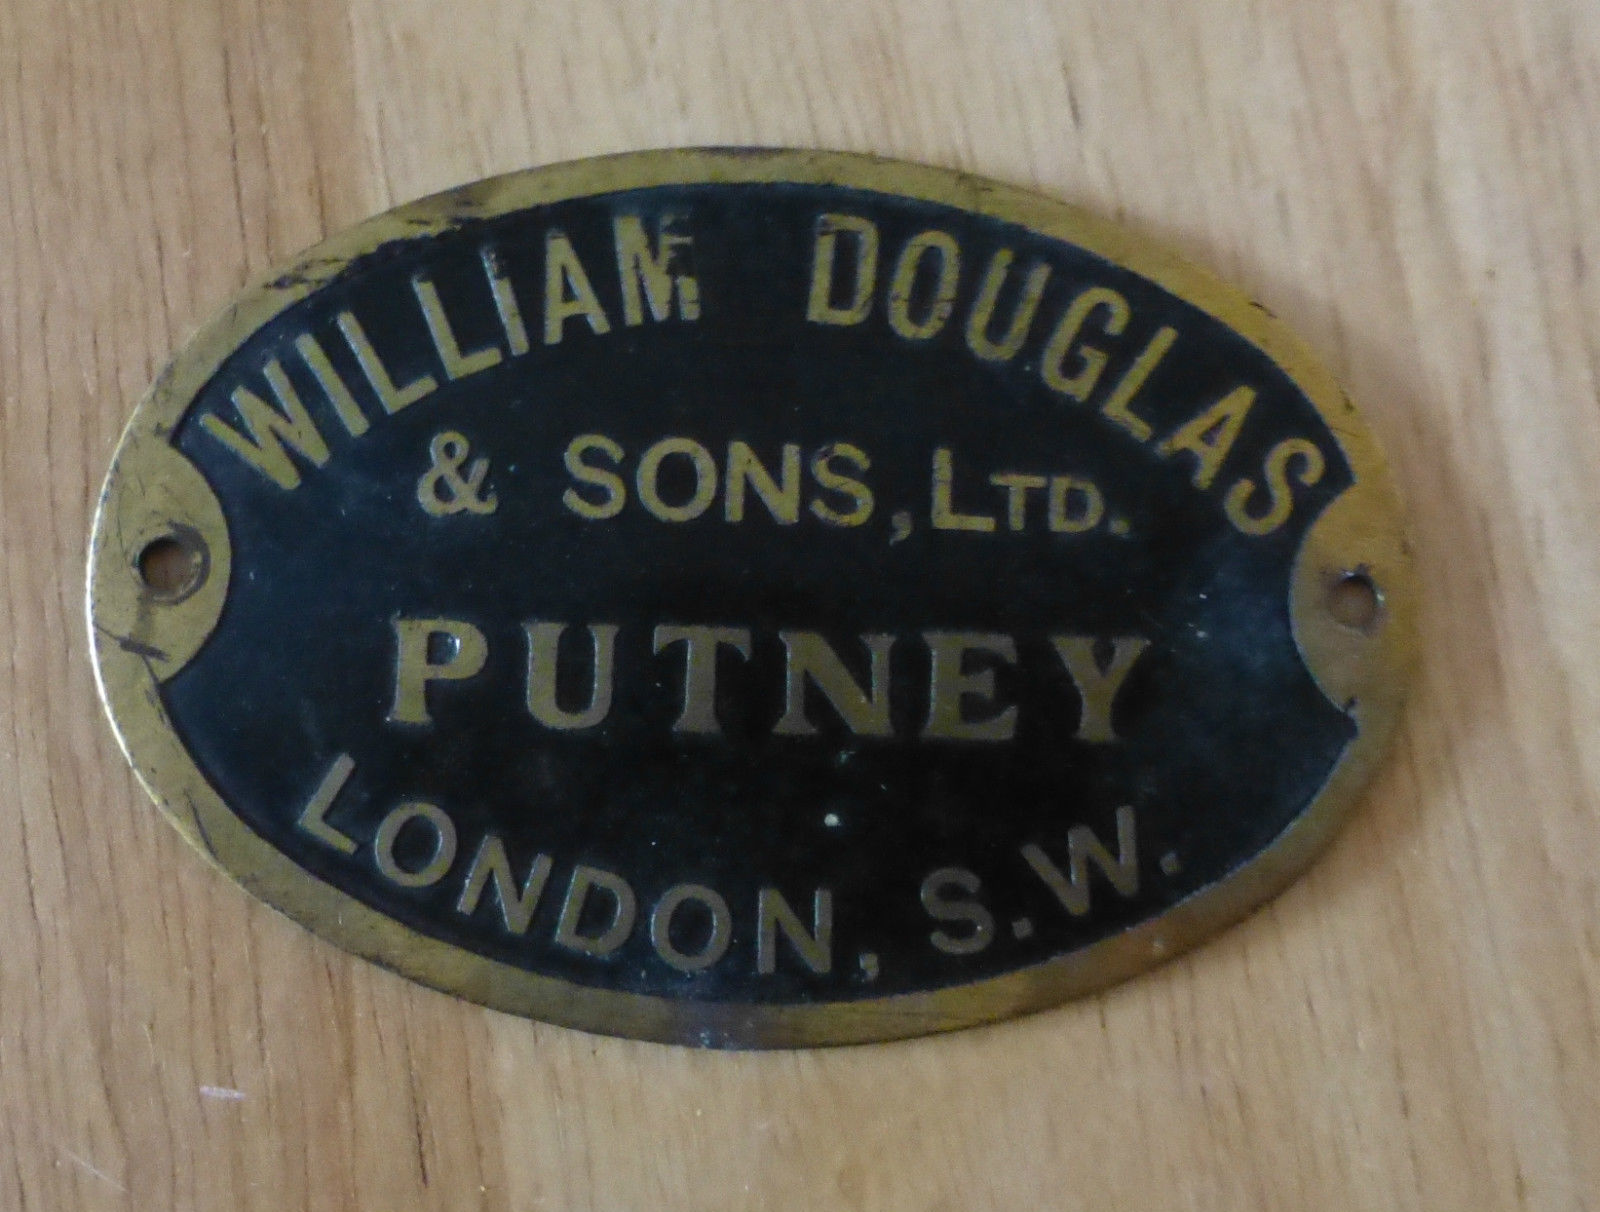 WILLIAM DOUGLAS
& SONS, LTD.
PUTNEY
LONDON, S.W.